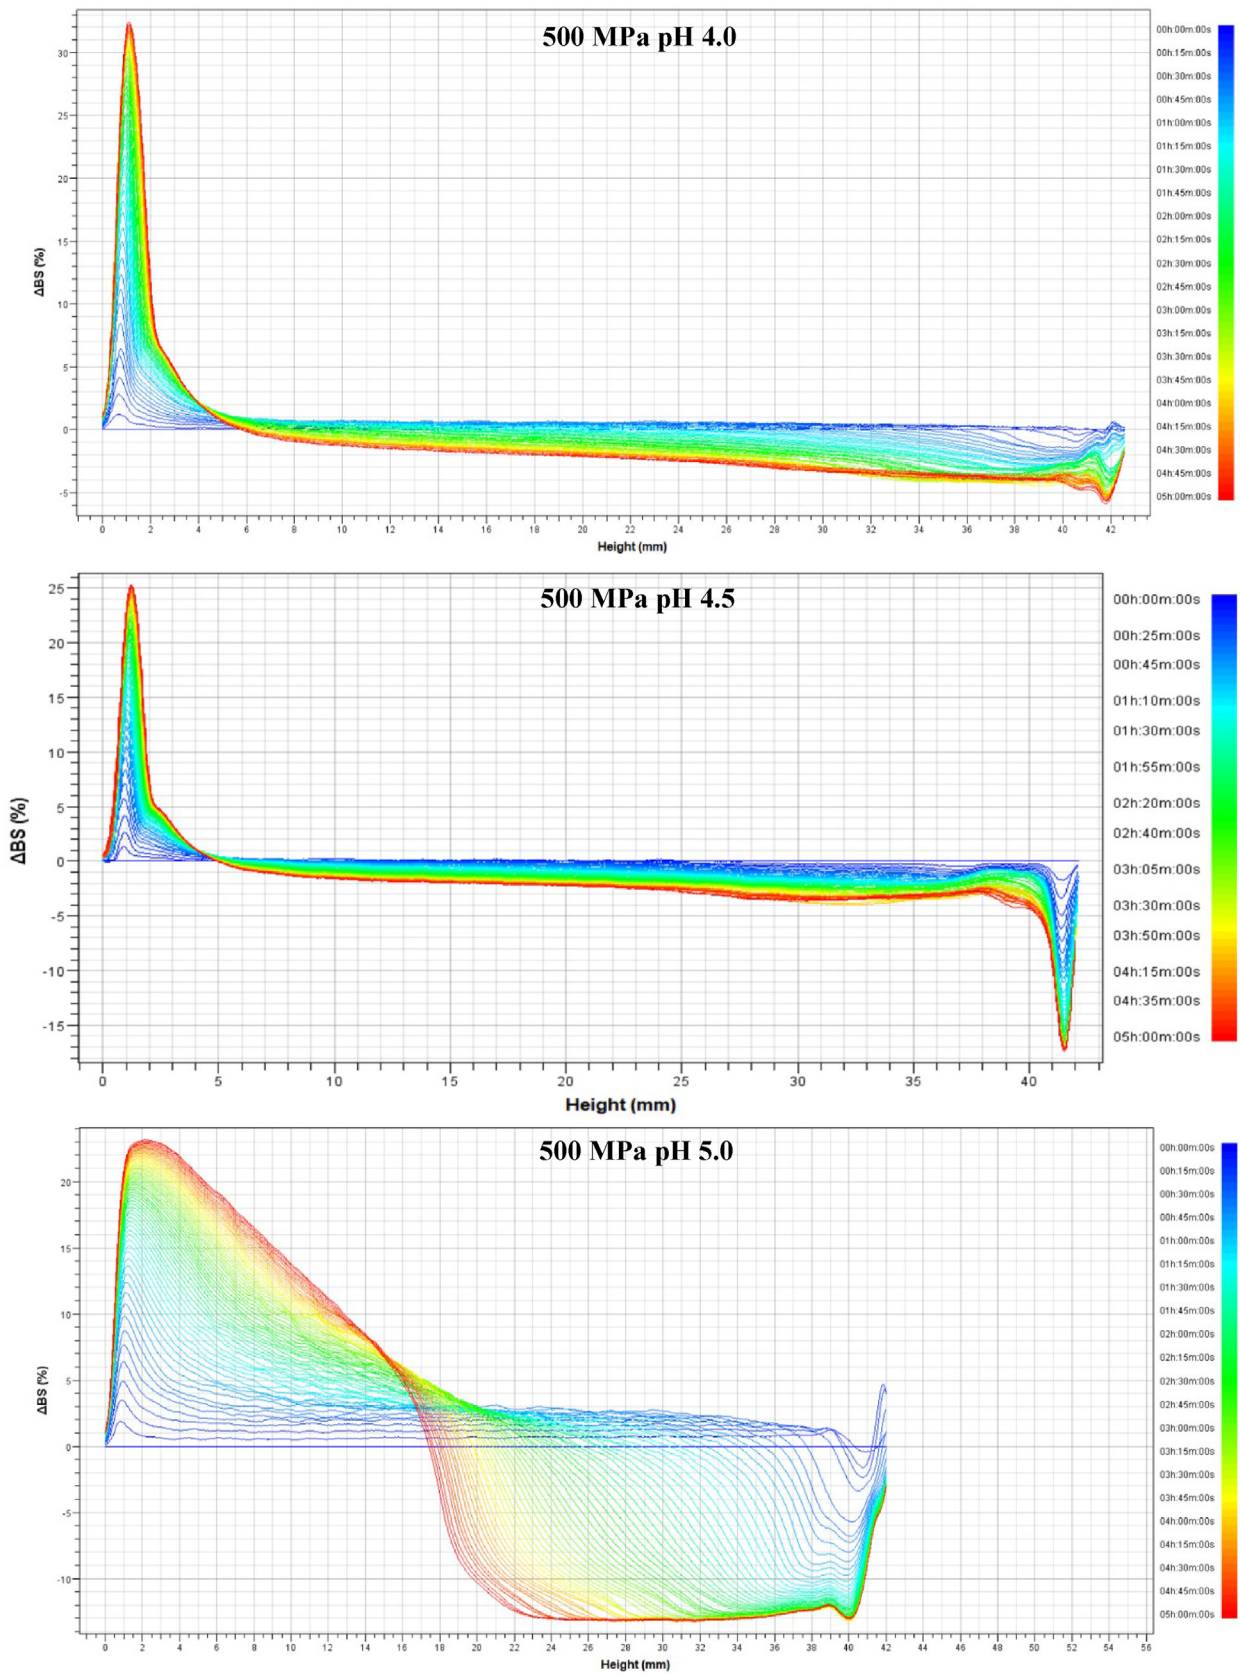 500 MPa pH 4.0
ΔBS (%)
30
25
20
15
10
5
0
-5
0 2 4 6 8 10 12 14 16 18 20 22 24 26 28 30 32 34 36 38 40 42
Height (mm)
00h:00m:00s
00h:15m:00s
00h:30m:00s
00h:45m:00s
01h:00m:00s
01h:15m:00s
01h:30m:00s
01h:45m:00s
02h:00m:00s
02h:15m:00s
02h:30m:00s
02h:45m:00s
03h:00m:00s
03h:15m:00s
03h:30m:00s
03h:45m:00s
04h:00m:00s
04h:15m:00s
04h:30m:00s
04h:45m:00s
05h:00m:00s
500 MPa pH 4.5
ΔBS (%)
25
20
15
10
5
0
-5
-10
-15
0 5 10 15 20 25 30 35 40
Height (mm)
00h:00m:00s
00h:25m:00s
00h:45m:00s
01h:10m:00s
01h:30m:00s
01h:55m:00s
02h:20m:00s
02h:40m:00s
03h:05m:00s
03h:30m:00s
03h:50m:00s
04h:15m:00s
04h:35m:00s
05h:00m:00s
500 MPa pH 5.0
ΔBS (%)
20
15
10
5
0
-5
-10
0 2 4 6 8 10 12 14 16 18 20 22 24 26 28 30 32 34 36 38 40 42 44 46 48 50 52 54 56
Height (mm)
00h:00m:00s
00h:15m:00s
00h:30m:00s
00h:45m:00s
01h:00m:00s
01h:15m:00s
01h:30m:00s
01h:45m:00s
02h:00m:00s
02h:15m:00s
02h:30m:00s
02h:45m:00s
03h:00m:00s
03h:15m:00s
03h:30m:00s
03h:45m:00s
04h:00m:00s
04h:15m:00s
04h:30m:00s
04h:45m:00s
05h:00m:00s